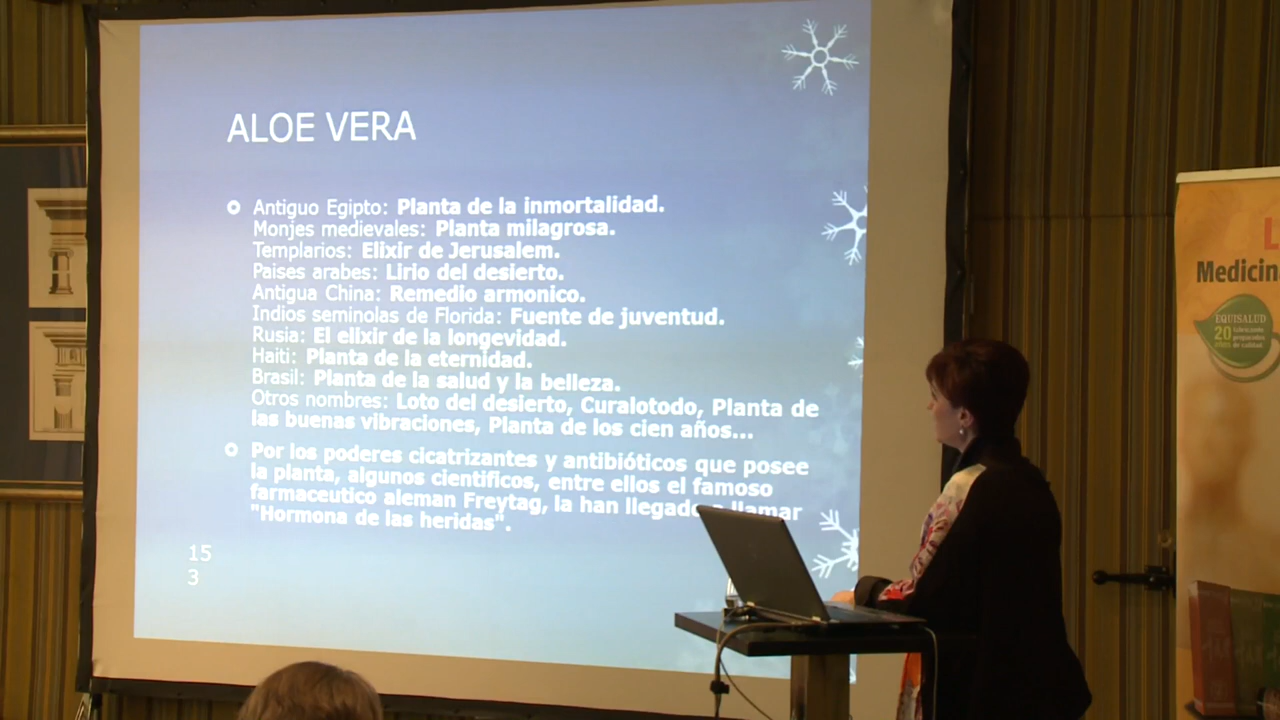 ALOE VERA
Antiguo Egipto: Planta de la inmortalidad.
Monjes medievales: Planta milagrosa.
Templarios: Elixir de Jerusalem.
Paises arabes: Lirio del desierto.
Antigua China: Remedio armonico.
Indios seminolas de Florida: Fuente de juventud.
Rusia: El elixir de la longevidad.
Haiti: Planta de la eternidad.
Brasil: Planta de la salud y la belleza.
Otros nombres: Loto del desierto, Curalotodo, Planta de
las buenas vibraciones, Planta de los cien años...
Por los poderes cicatrizantes y antibióticos que posee
la planta, algunos cientificos, entre ellos el famoso
farmaceutico aleman Freytag, la han llegado a llamar
"Hormona de las heridas".
15
3
L
Medicin
EQUISALUD
20
años